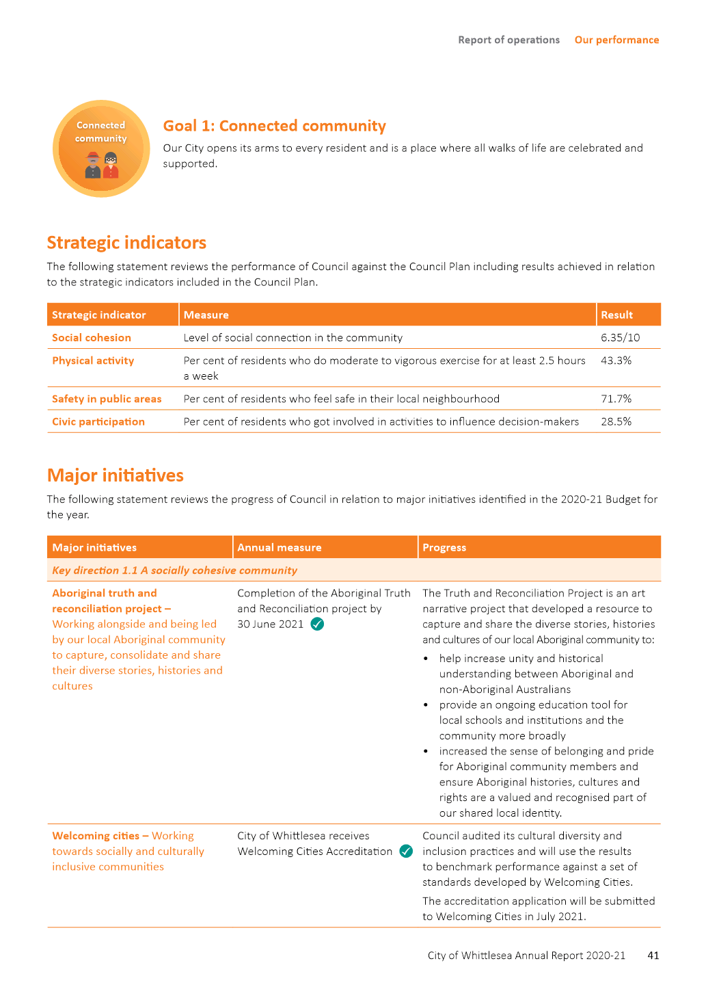 Report of operations Our performance
Connected
community
Goal 1: Connected community
Our City opens its arms to every resident and is a place where all walks of life are celebrated and
supported.
Strategic indicators
The following statement reviews the performance of Council against the Council Plan including results achieved in relation
to the strategic indicators included in the Council Plan.
Strategic indicator Measure Result
Social cohesion Level of social connection in the community 6.35/10
Physical activity Per cent of residents who do moderate to vigorous exercise for at least 2.5 hours 43.3%
a week
Safety in public areas Per cent of residents who feel safe in their local neighbourhood 71.7%
Civic participation Per cent of residents who got involved in activities to influence decision-makers 28.5%
Major initiatives
The following statement reviews the progress of Council in relation to major initiatives identified in the 2020-21 Budget for
the year.
Major initiatives Annual measure Progress
Key direction 1.1 A socially cohesive community
Aboriginal truth and
reconciliation project –
Working alongside and being led
by our local Aboriginal community
to capture, consolidate and share
their diverse stories, histories and
cultures
Completion of the Aboriginal Truth
and Reconciliation project by
30 June 2021
The Truth and Reconciliation Project is an art
narrative project that developed a resource to
capture and share the diverse stories, histories
and cultures of our local Aboriginal community to:
• help increase unity and historical
understanding between Aboriginal and
non-Aboriginal Australians
• provide an ongoing education tool for
local schools and institutions and the
community more broadly
• increased the sense of belonging and pride
for Aboriginal community members and
ensure Aboriginal histories, cultures and
rights are a valued and recognised part of
our shared local identity.
Welcoming cities – Working
towards socially and culturally
inclusive communities
City of Whittlesea receives
Welcoming Cities Accreditation
Council audited its cultural diversity and
inclusion practices and will use the results
to benchmark performance against a set of
standards developed by Welcoming Cities.
The accreditation application will be submitted
to Welcoming Cities in July 2021.
City of Whittlesea Annual Report 2020-21 41